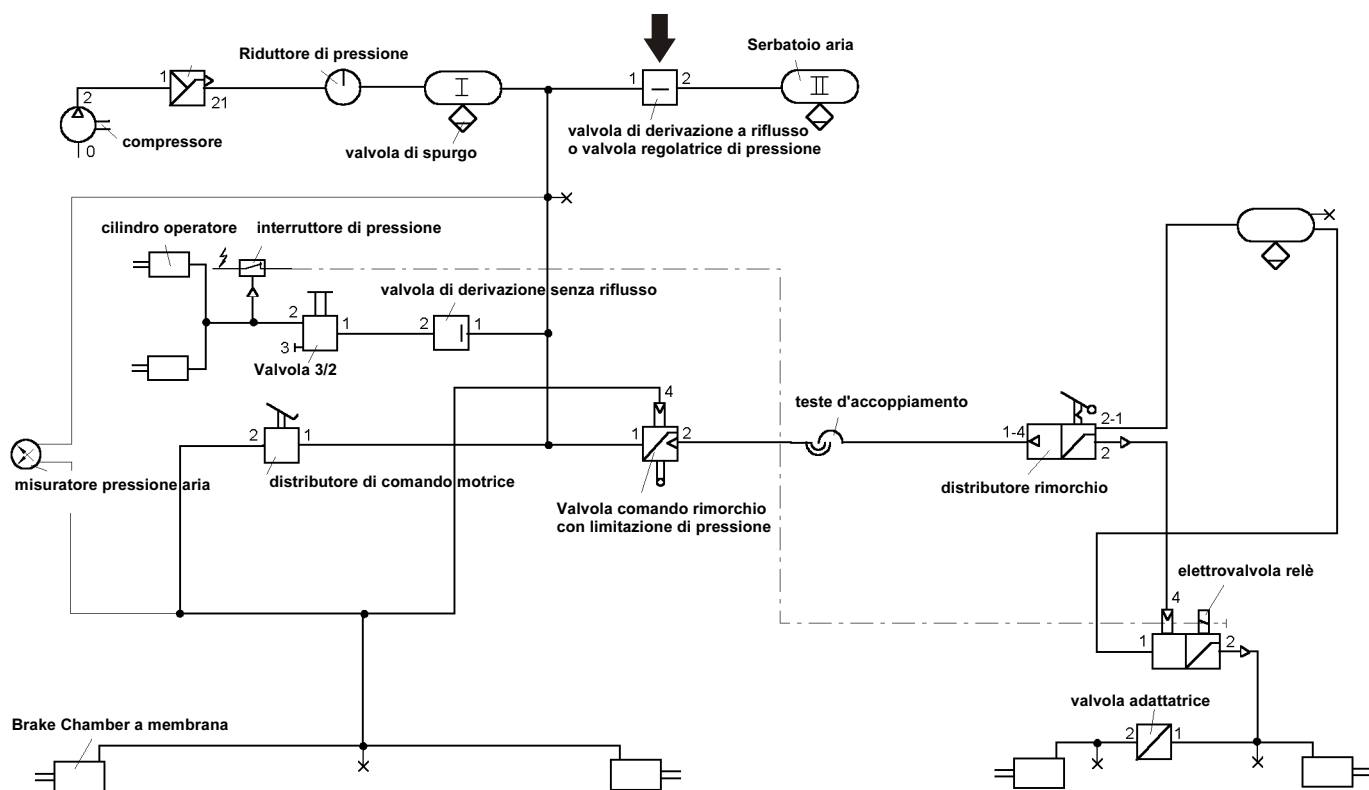 Riduttore di pressione
Serbatoio aria
1
21
2
I
1
2
II
0
compressore
valvola di spurgo
valvola di derivazione a riflusso
o valvola regolatrice di pressione
cilindro operatore
interruttore di pressione
valvola di derivazione senza riflusso
2
1
2
1
3
Valvola 3/2
4
teste d'accoppiamento
2
1
1
2
1-4
2-1
2
misuratore pressione aria
distributore di comando motrice
distributore rimorchio
Valvola comando rimorchio
con limitazione di pressione
elettrovalvola relè
4
1
2
valvola adattatrice
Brake Chamber a membrana
2
1